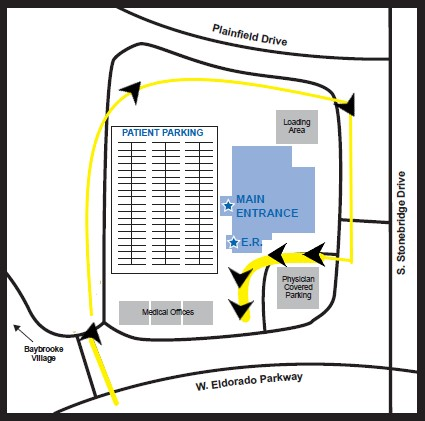 Plainfield Drive
Loading
Area
PATIENT PARKING
MAIN
ENTRANCE
E.R.
S. Stonebridge Drive
Physician
Covered
Parking
Medical Offices
Baybrooke
Village
W. Eldorado Parkway